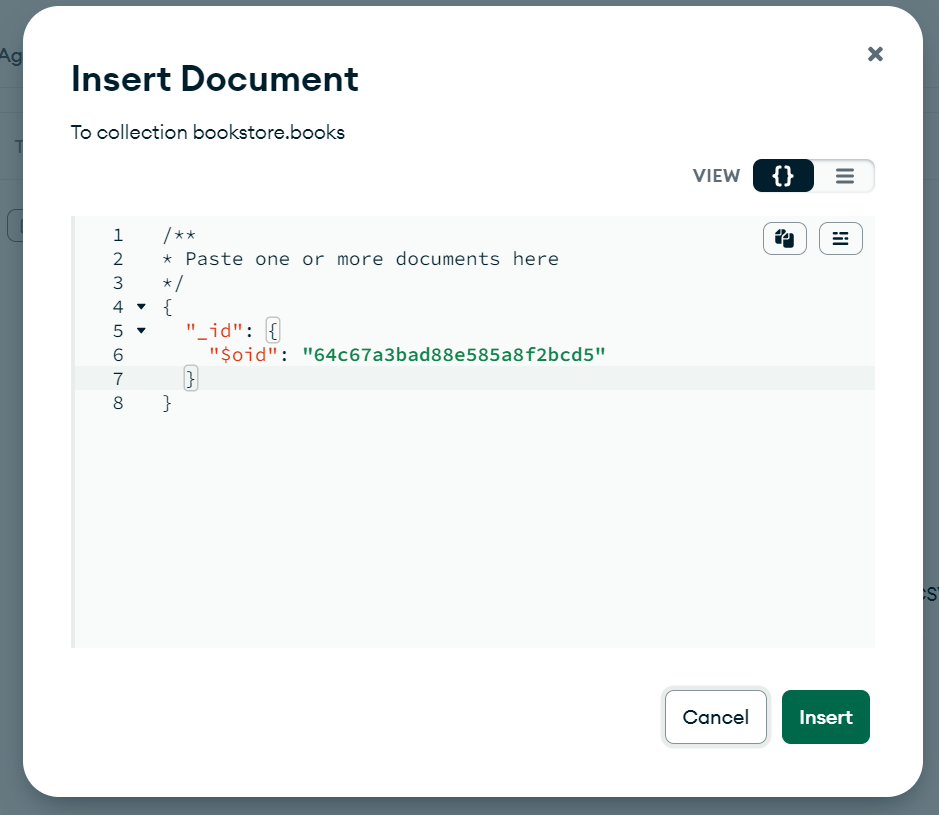 Ag
Insert Document
To collection bookstore.books
T
VIEW {}
1 /**
2 * Paste one or more documents here
3 */
4 {
5 "_id": {
6 "$oid": "64c67a3bad88e585a8f2bcd5"
7 }
8 }
Cancel Insert